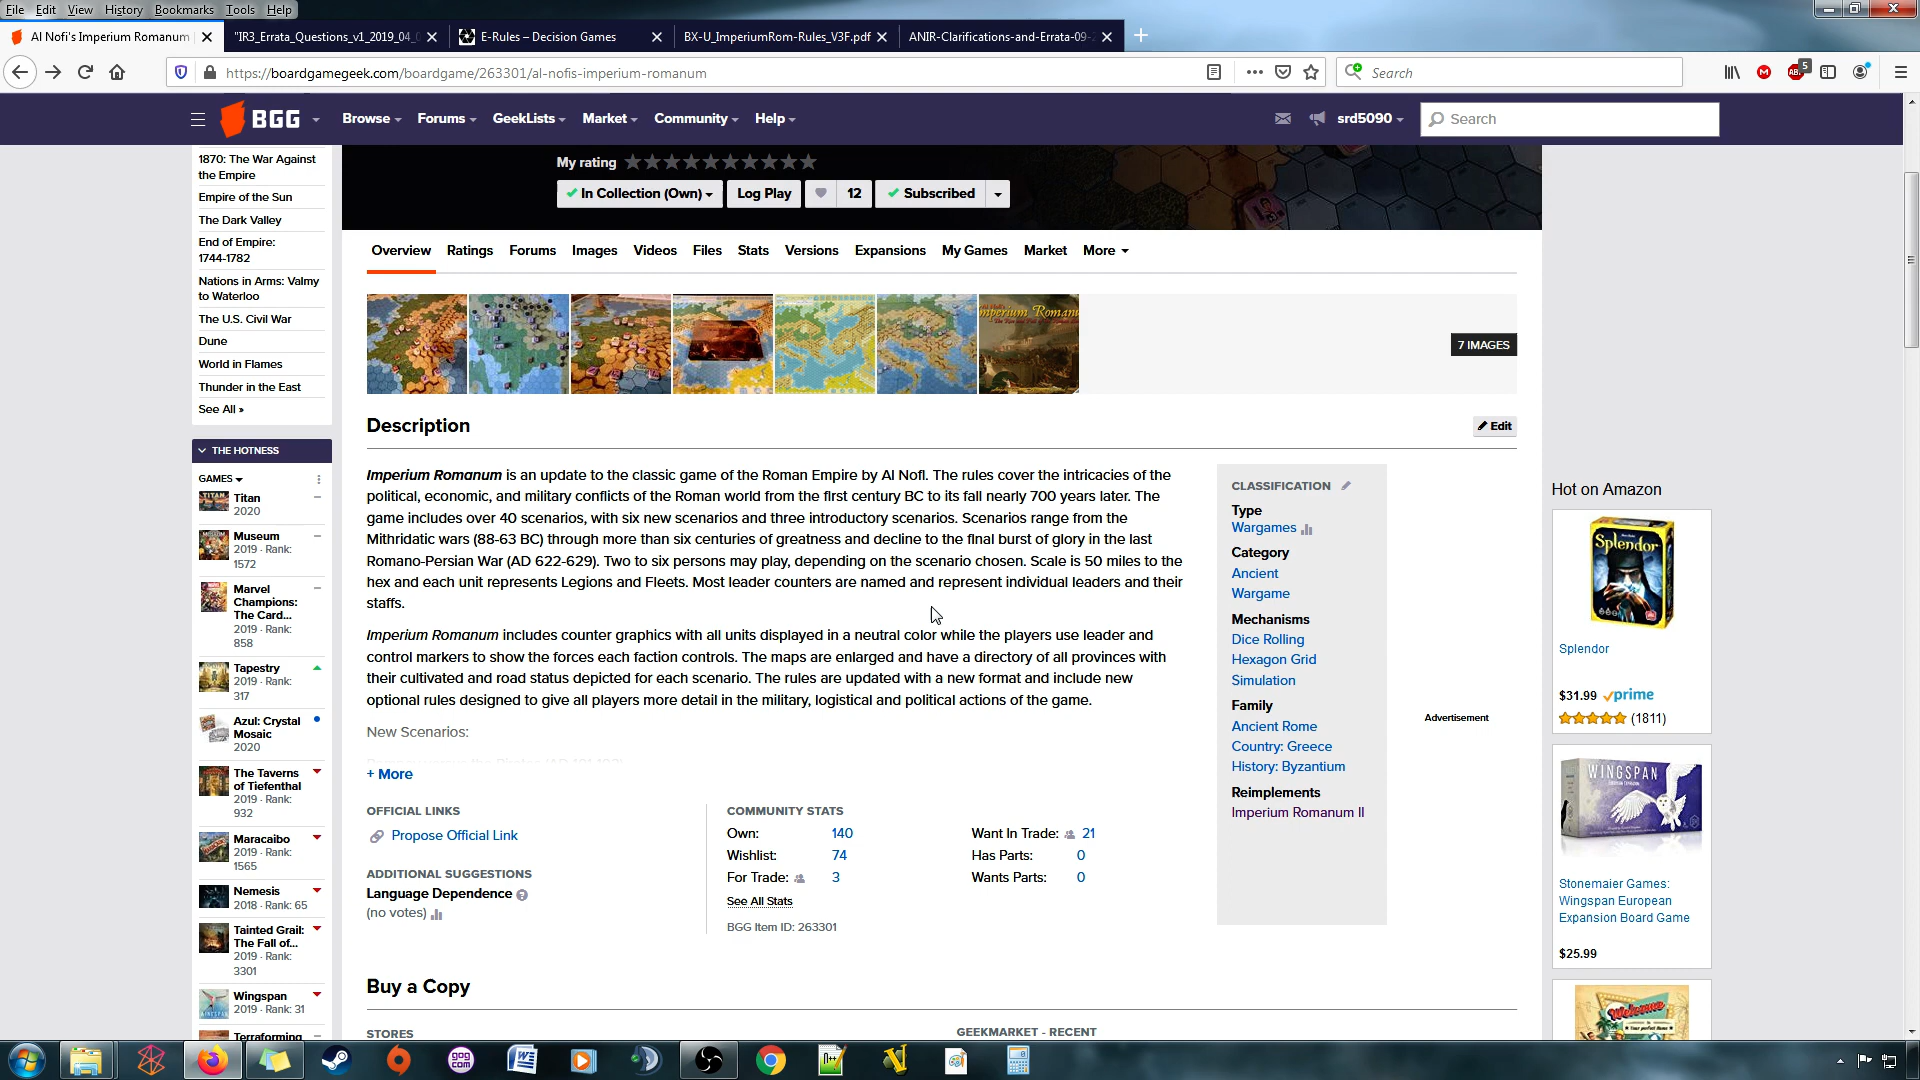 File Edit View History Bookmarks Tools Help
Al Nofi's Imperium Romanum
"IR3_Errata_Questions_v1_2019_04_0
E-Rules – Decision Games
BX-U_ImperiumRom-Rules_V3F.pdf
ANIR-Clarifications-and-Errata-09-
https://boardgamegeek.com/boardgame/263301/al-nofis-imperium-romanum
Search
5
BGG
Browse
Forums
GeekLists
Market
Community
Help
srd5090
Search
1870: The War Against
the Empire
Empire of the Sun
The Dark Valley
End of Empire:
1744-1782
Nations in Arms: Valmy
to Waterloo
The U.S. Civil War
Dune
World in Flames
Thunder in the East
See All »
THE HOTNESS
GAMES
Titan
2020
Museum
2019 - Rank:
1572
Marvel
Champions:
The Card...
2019 - Rank:
858
Tapestry
2019 - Rank:
317
Azul: Crystal
Mosaic
2020
The Taverns
of Tiefenthal
2019 - Rank:
932
Maracaibo
2019 - Rank:
1565
Nemesis
2018 - Rank: 65
Tainted Grail:
The Fall of...
2019 - Rank:
3301
Wingspan
2019 - Rank: 31
Terraforming
My rating
In Collection (Own)
Log Play
12
Subscribed
Overview Ratings Forums Images Videos Files Stats Versions Expansions My Games Market More
7 IMAGES
Description
Edit
Imperium Romanum is an update to the classic game of the Roman Empire by Al Nofi. The rules cover the intricacies of the
political, economic, and military conflicts of the Roman world from the first century BC to its fall nearly 700 years later. The
game includes over 40 scenarios, with six new scenarios and three introductory scenarios. Scenarios range from the
Mithridatic wars (88-63 BC) through more than six centuries of greatness and decline to the final burst of glory in the last
Romano-Persian War (AD 622-629). Two to six persons may play, depending on the scenario chosen. Scale is 50 miles to the
hex and each unit represents Legions and Fleets. Most leader counters are named and represent individual leaders and their
staffs.
Imperium Romanum includes counter graphics with all units displayed in a neutral color while the players use leader and
control markers to show the forces each faction controls. The maps are enlarged and have a directory of all provinces with
their cultivated and road status depicted for each scenario. The rules are updated with a new format and include new
optional rules designed to give all players more detail in the military, logistical and political actions of the game.
New Scenarios:
+ More
OFFICIAL LINKS
Propose Official Link
ADDITIONAL SUGGESTIONS
Language Dependence
(no votes)
COMMUNITY STATS
Own: 140
Wishlist: 74
For Trade: 3
See All Stats
BGG Item ID: 263301
Want In Trade: 21
Has Parts: 0
Wants Parts: 0
CLASSIFICATION
Type
Wargames
Category
Ancient
Wargame
Mechanisms
Dice Rolling
Hexagon Grid
Simulation
Family
Ancient Rome
Country: Greece
History: Byzantium
Reimplements
Imperium Romanum II
Advertisement
Buy a Copy
STORES
GEEKMARKET - RECENT
Hot on Amazon
Splendor
Splendor
$31.99 prime
(1811)
WINGSPAN
Stonemaier Games:
Wingspan European
Expansion Board Game
$25.99
Welcome